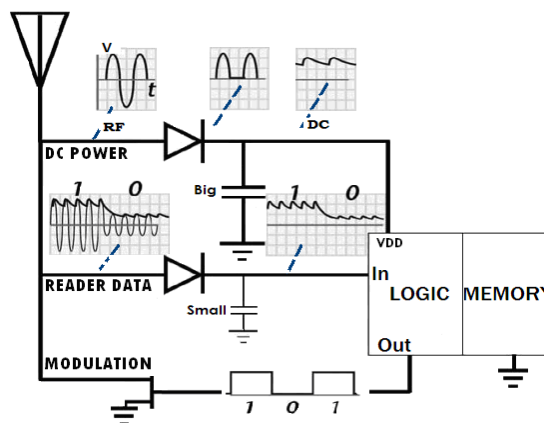 V
t
RF
DC
DC POWER
Big
1 0
1 0
VDD
In
READER DATA
LOGIC
MEMORY
Small
Out
MODULATION
1 0 1